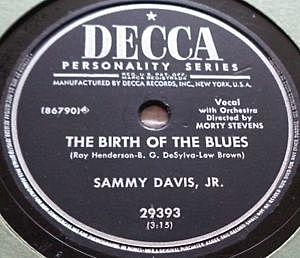 DECCA
PERSONALITY SERIES
REG. U.S. PAT. OFF.
MARCA REGISTRADA
MANUFACTURED BY DECCA RECORDS, INC., NEW YORK, U.S.A.
(86790)
Vocal
with Orchestra
Directed by
MORTY STEVENS
THE BIRTH OF THE BLUES
(Ray Henderson-B. G. DeSylva-Lew Brown)
SAMMY DAVIS, JR.
29393
(3:15)